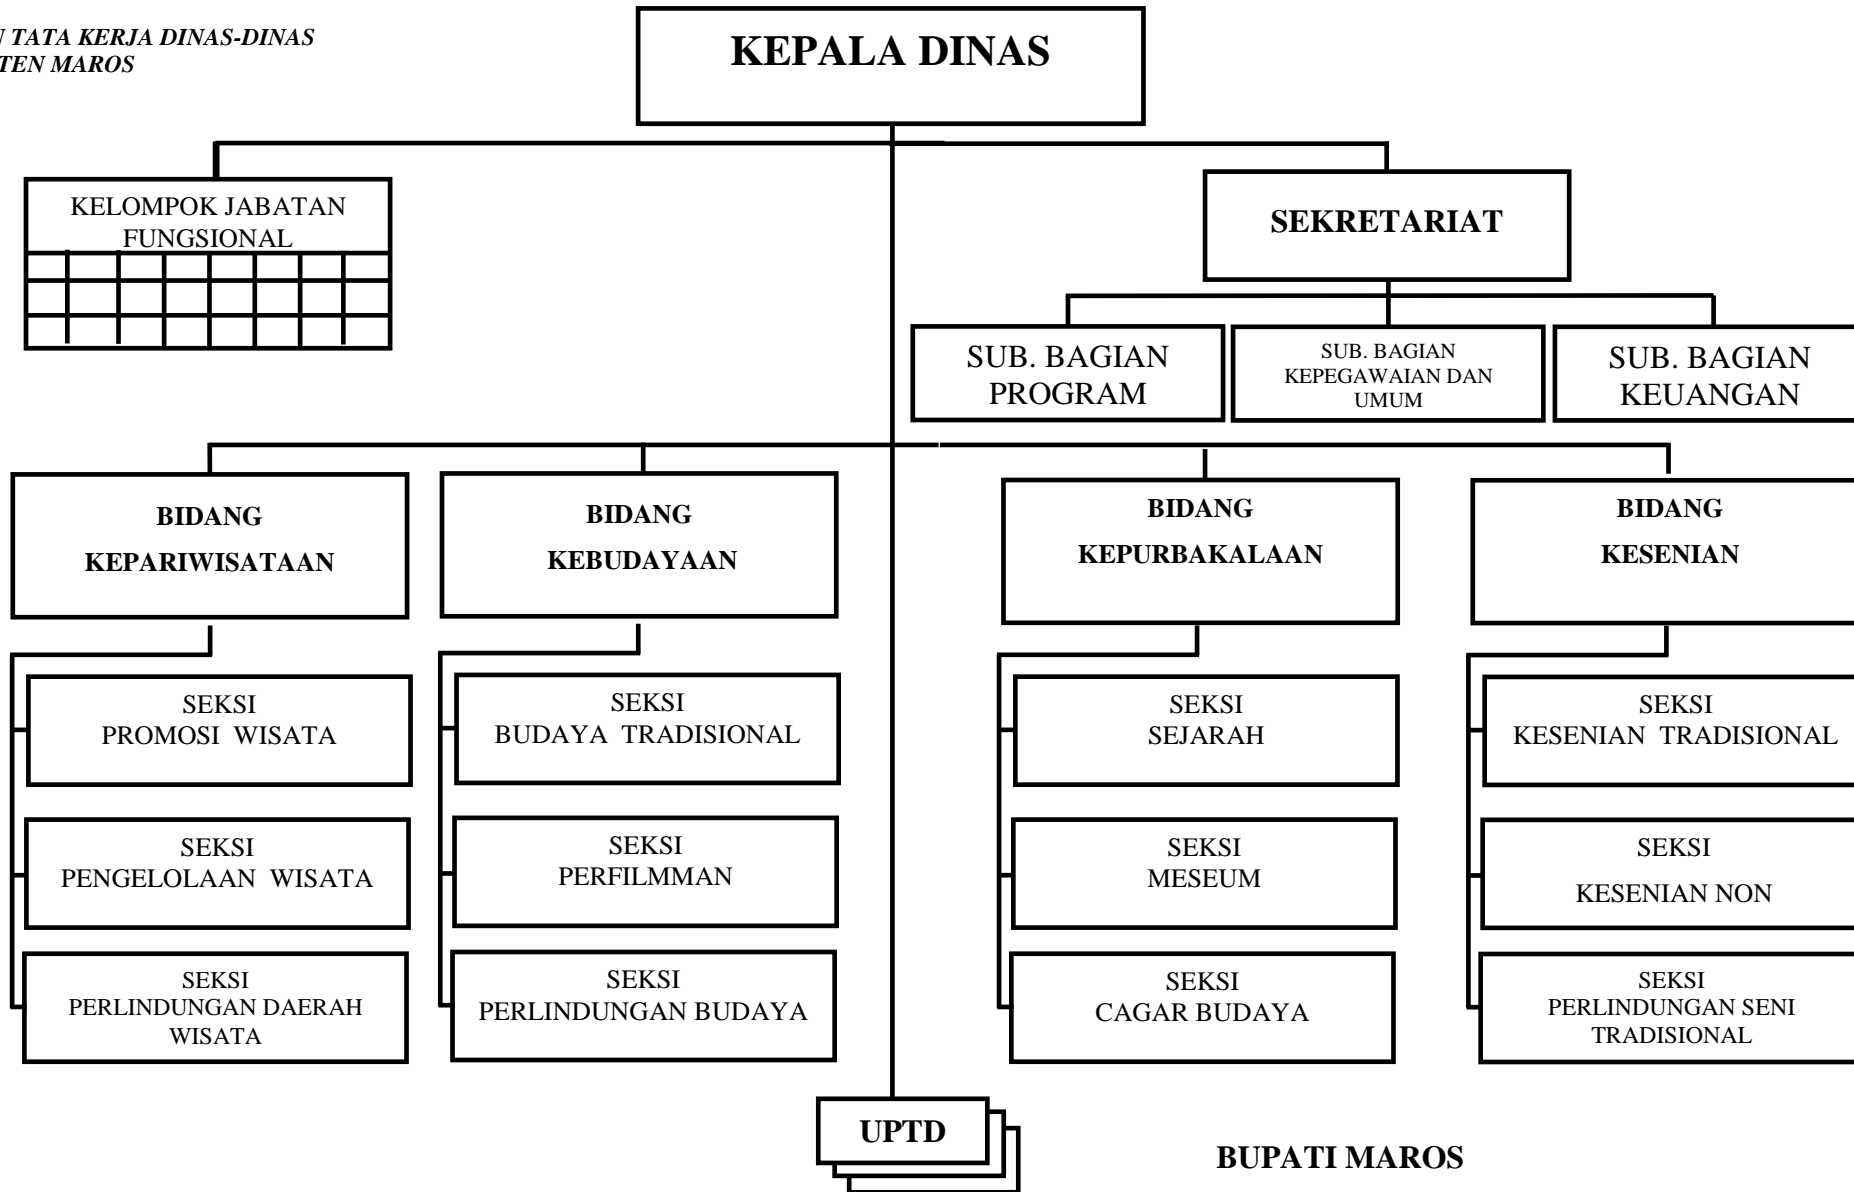 TATA KERJA DINAS-DINAS
MAROS
KEPALA DINAS
KELOMPOK JABATAN
FUNGSIONAL
SEKRETARIAT
SUB. BAGIAN
PROGRAM
SUB. BAGIAN
KEPEGAWAIAN DAN
UMUM
SUB. BAGIAN
KEUANGAN
BIDANG
KEPARIWISATAAN
BIDANG
KEBUDAYAAN
BIDANG
KEPURBAKALAAN
BIDANG
KESENIAN
SEKSI
PROMOSI WISATA
SEKSI
BUDAYA TRADISIONAL
SEKSI
SEJARAH
SEKSI
KESENIAN TRADISIONAL
SEKSI
PENGELOLAAN WISATA
SEKSI
PERFILMMAN
SEKSI
MESEUM
SEKSI
KESENIAN NON
SEKSI
PERLINDUNGAN DAERAH
WISATA
SEKSI
PERLINDUNGAN BUDAYA
SEKSI
CAGAR BUDAYA
SEKSI
PERLINDUNGAN SENI
TRADISIONAL
UPTD
BUPATI MAROS